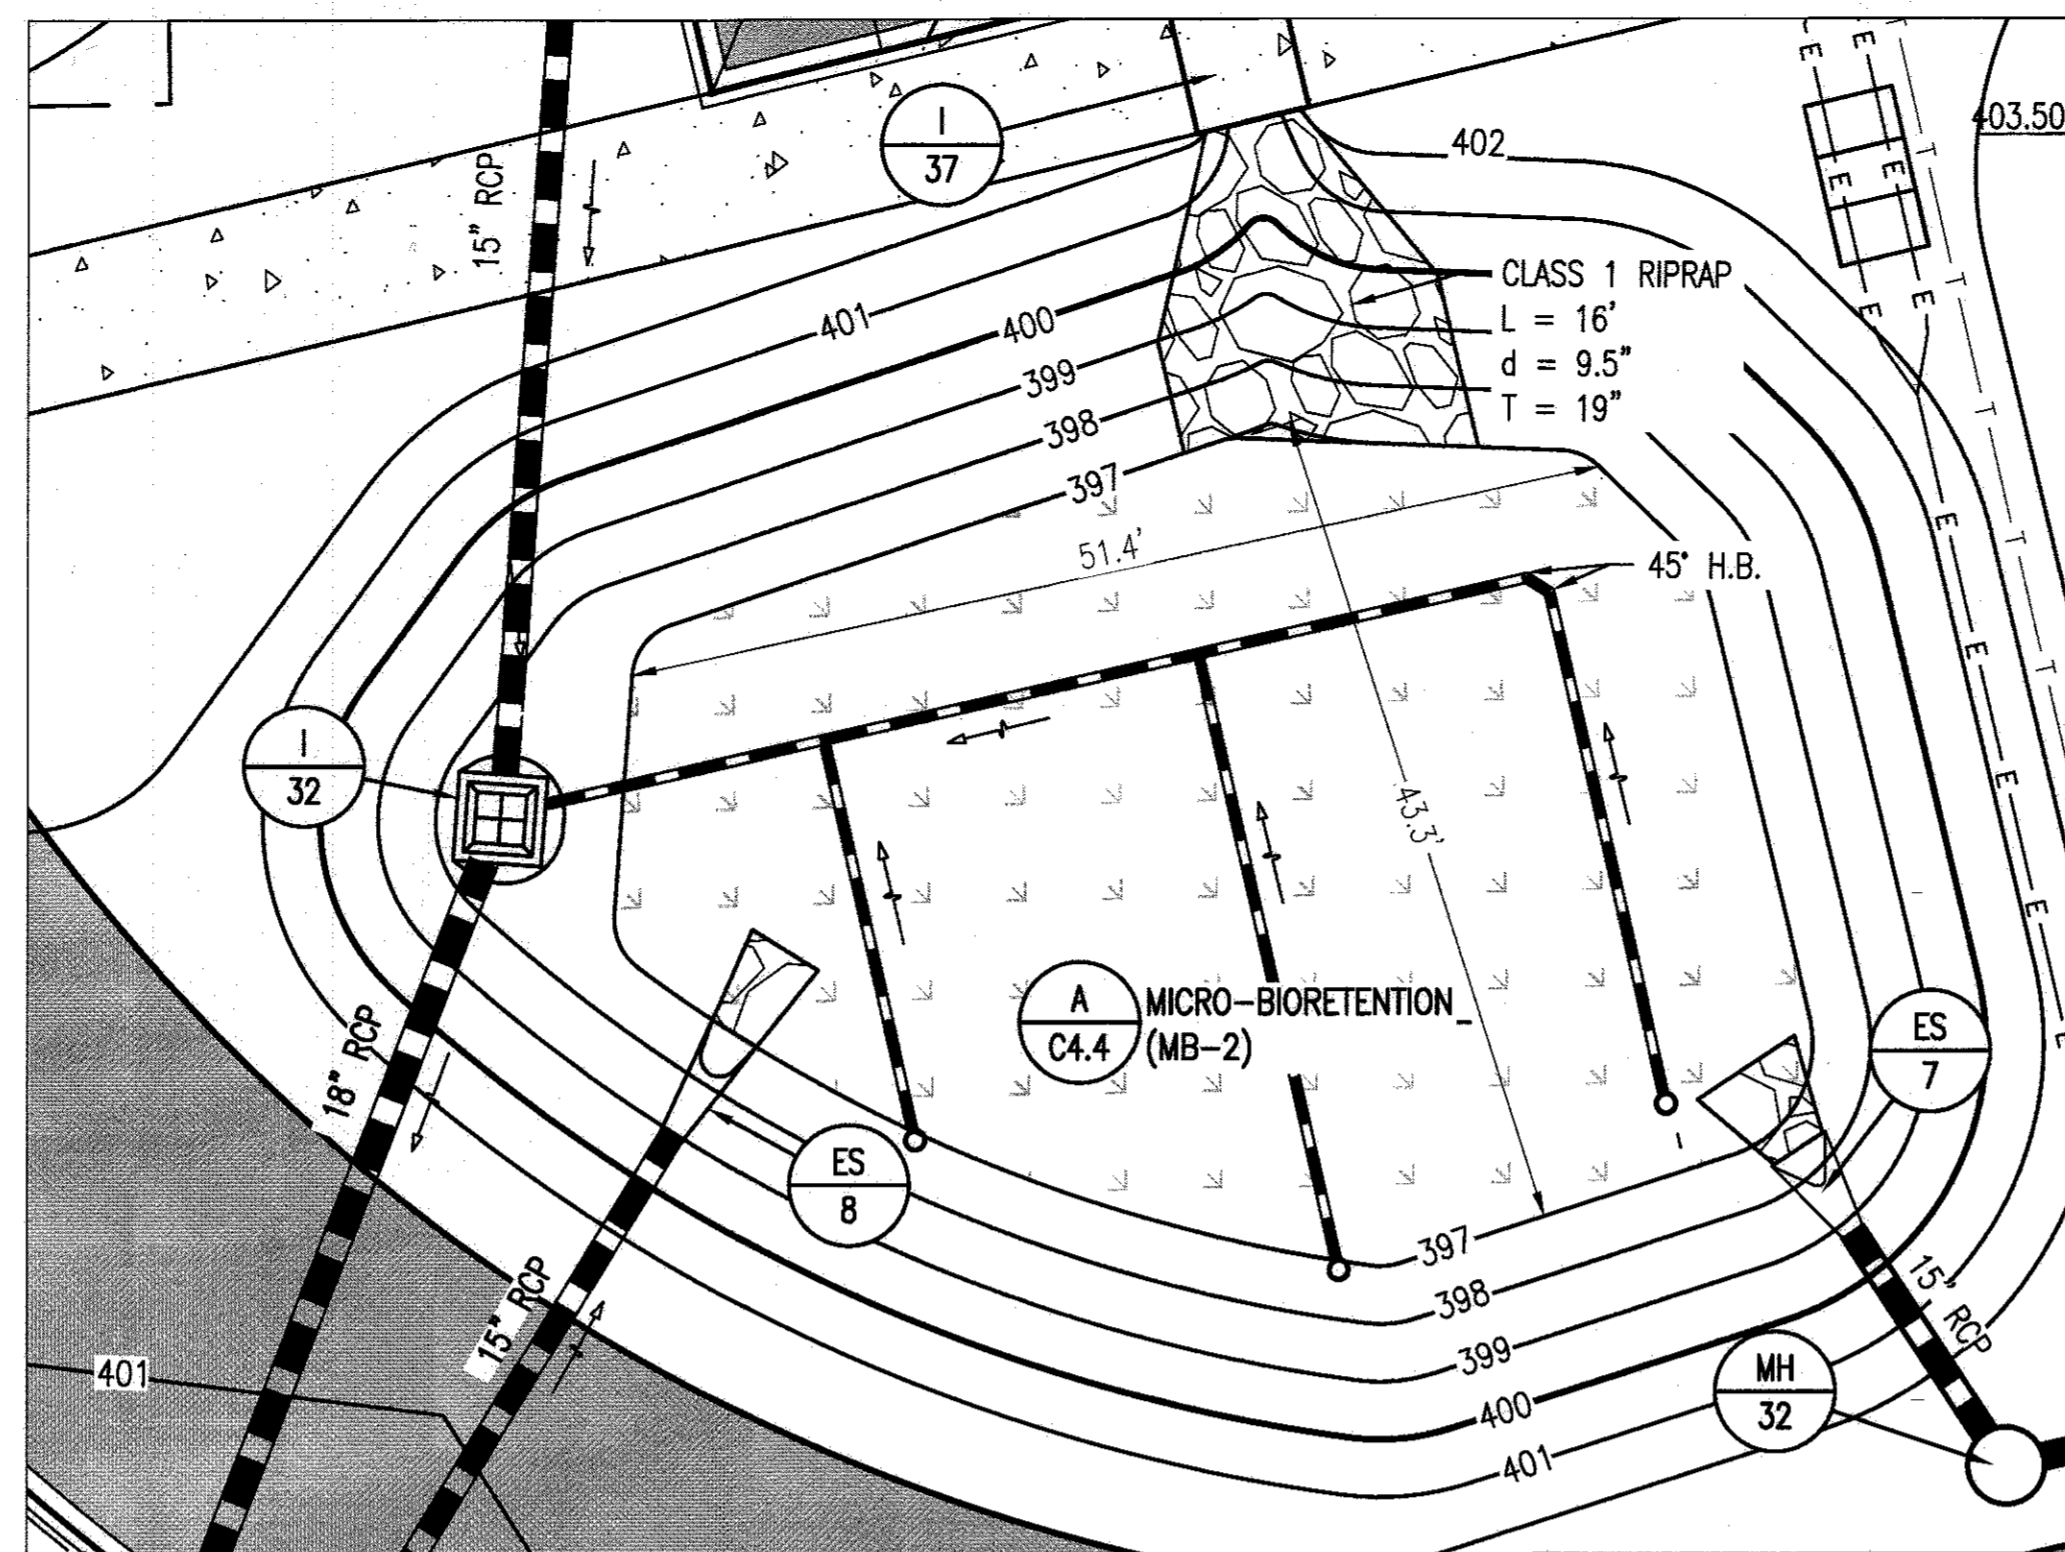 I
37
402
403.50
15" RCP
E
E
T
E
E
T
CLASS 1 RIPRAP
L = 16'
d = 9.5"
T = 19"
401
400
399
398
397
E
E
T
T
51.4'
45° H.B.
E
T
E
E
T
I
32
43.3'
E
E
A
C4.4
MICRO-BIORETENTION
(MB-2)
ES
7
E
18" RCP
ES
8
397
398
399
400
401
15" RCP
15" RCP
MH
32
401